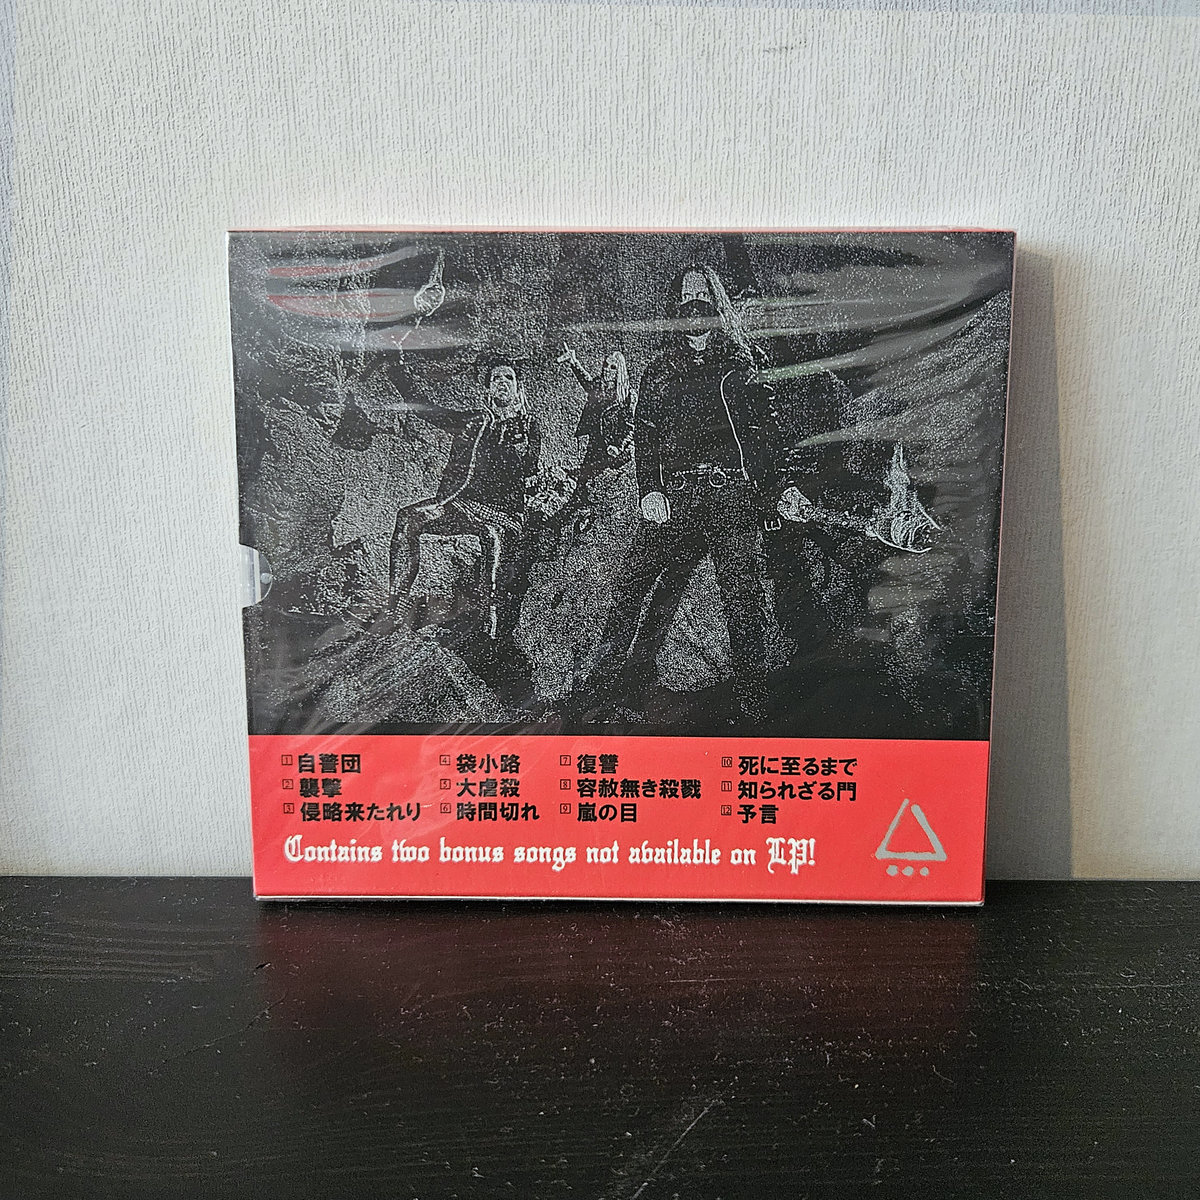 1 自警団
2 襲撃
3 侵略来たれり
4 袋小路
5 大虐殺
6 時間切れ
7 復讐
8 容赦無き殺戮
9 嵐の目
10 死に至るまで
11 知られざる門
12 予言
Contains two bonus songs not available on LP!